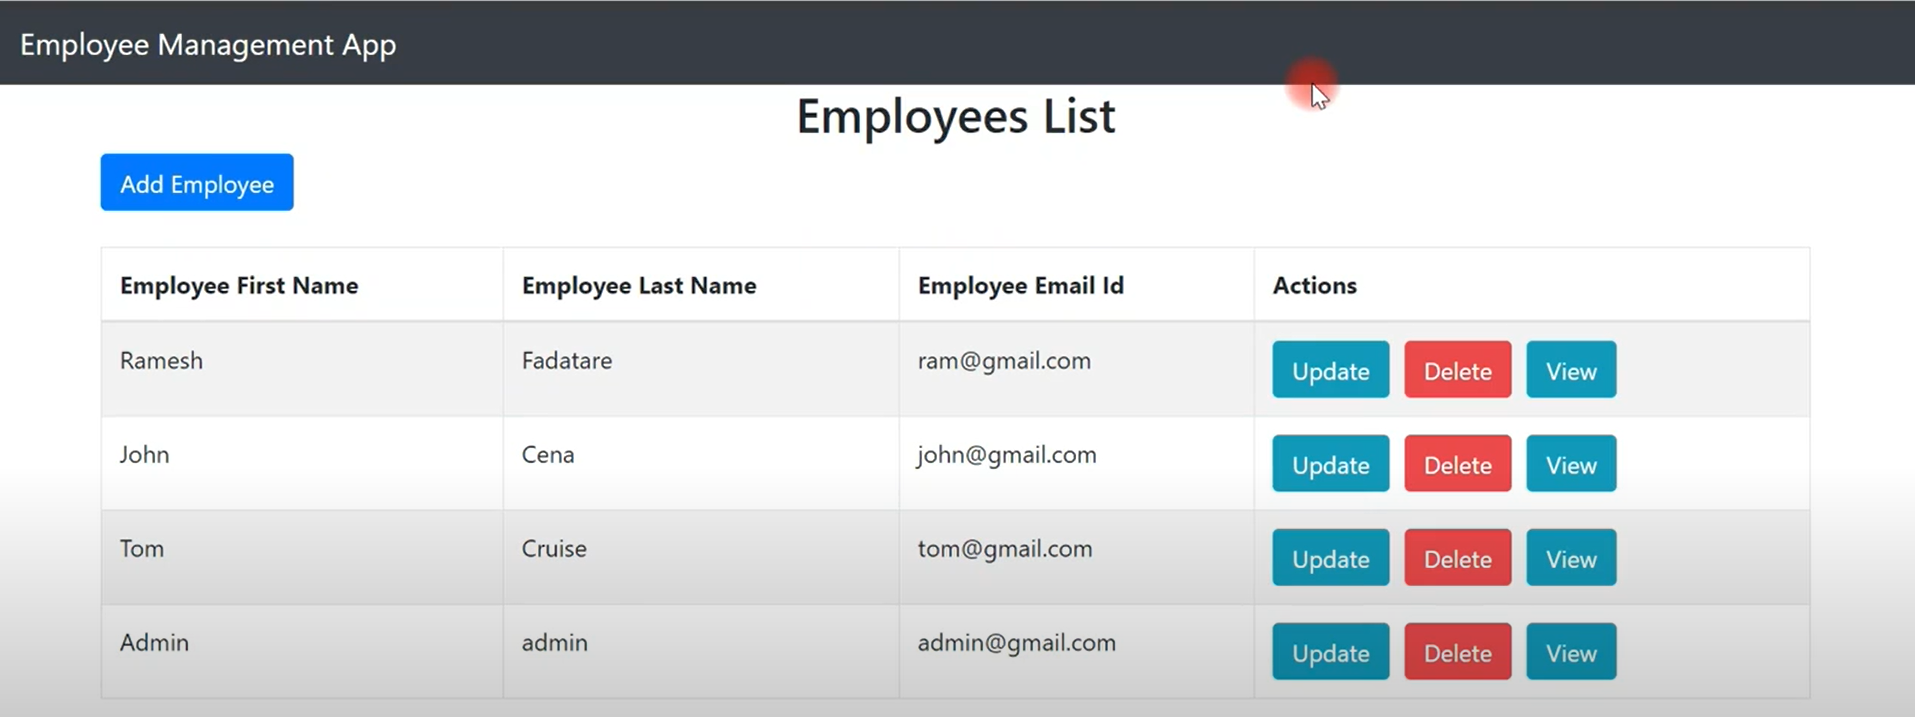 Employee Management App
Employees List
Add Employee
Employee First Name Employee Last Name Employee Email Id Actions
Ramesh Fadatare ram@gmail.com Update Delete View
John Cena john@gmail.com Update Delete View
Tom Cruise tom@gmail.com Update Delete View
Admin admin admin@gmail.com Update Delete View